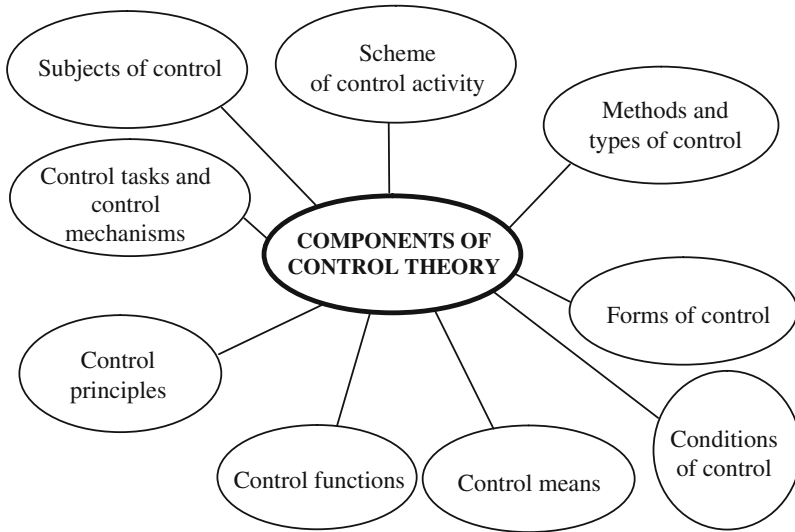 Subjects of control
Scheme
of control activity
Methods and
types of control
Control tasks and
control
mechanisms
COMPONENTS OF
CONTROL THEORY
Forms of control
Control
principles
Conditions
of control
Control functions
Control means